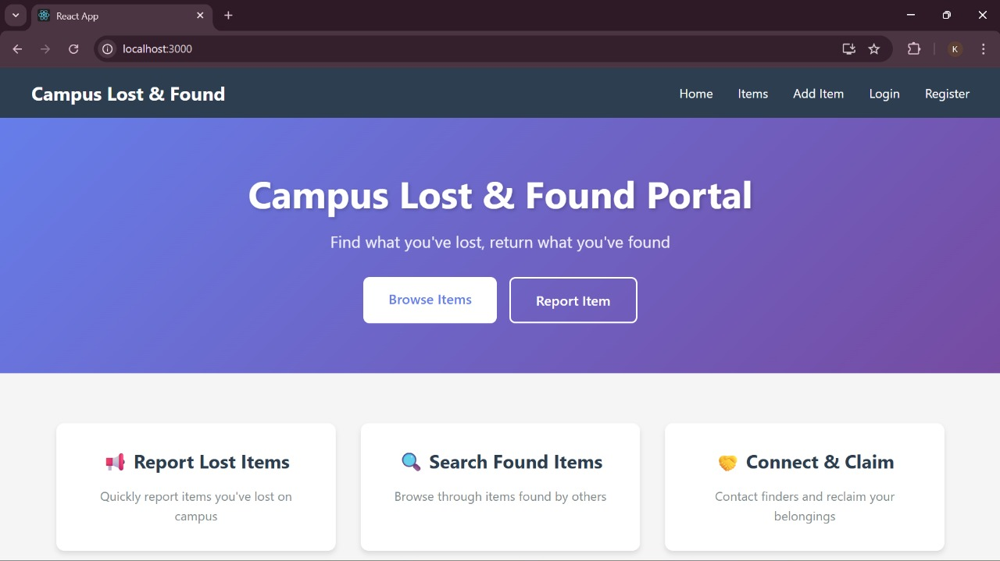 React App
localhost:3000
K
Campus Lost & Found
Home
Items
Add Item
Login
Register
Campus Lost & Found Portal
Find what you've lost, return what you've found
Browse Items
Report Item
Report Lost Items
Quickly report items you've lost on
campus
Search Found Items
Browse through items found by others
Connect & Claim
Contact finders and reclaim your
belongings